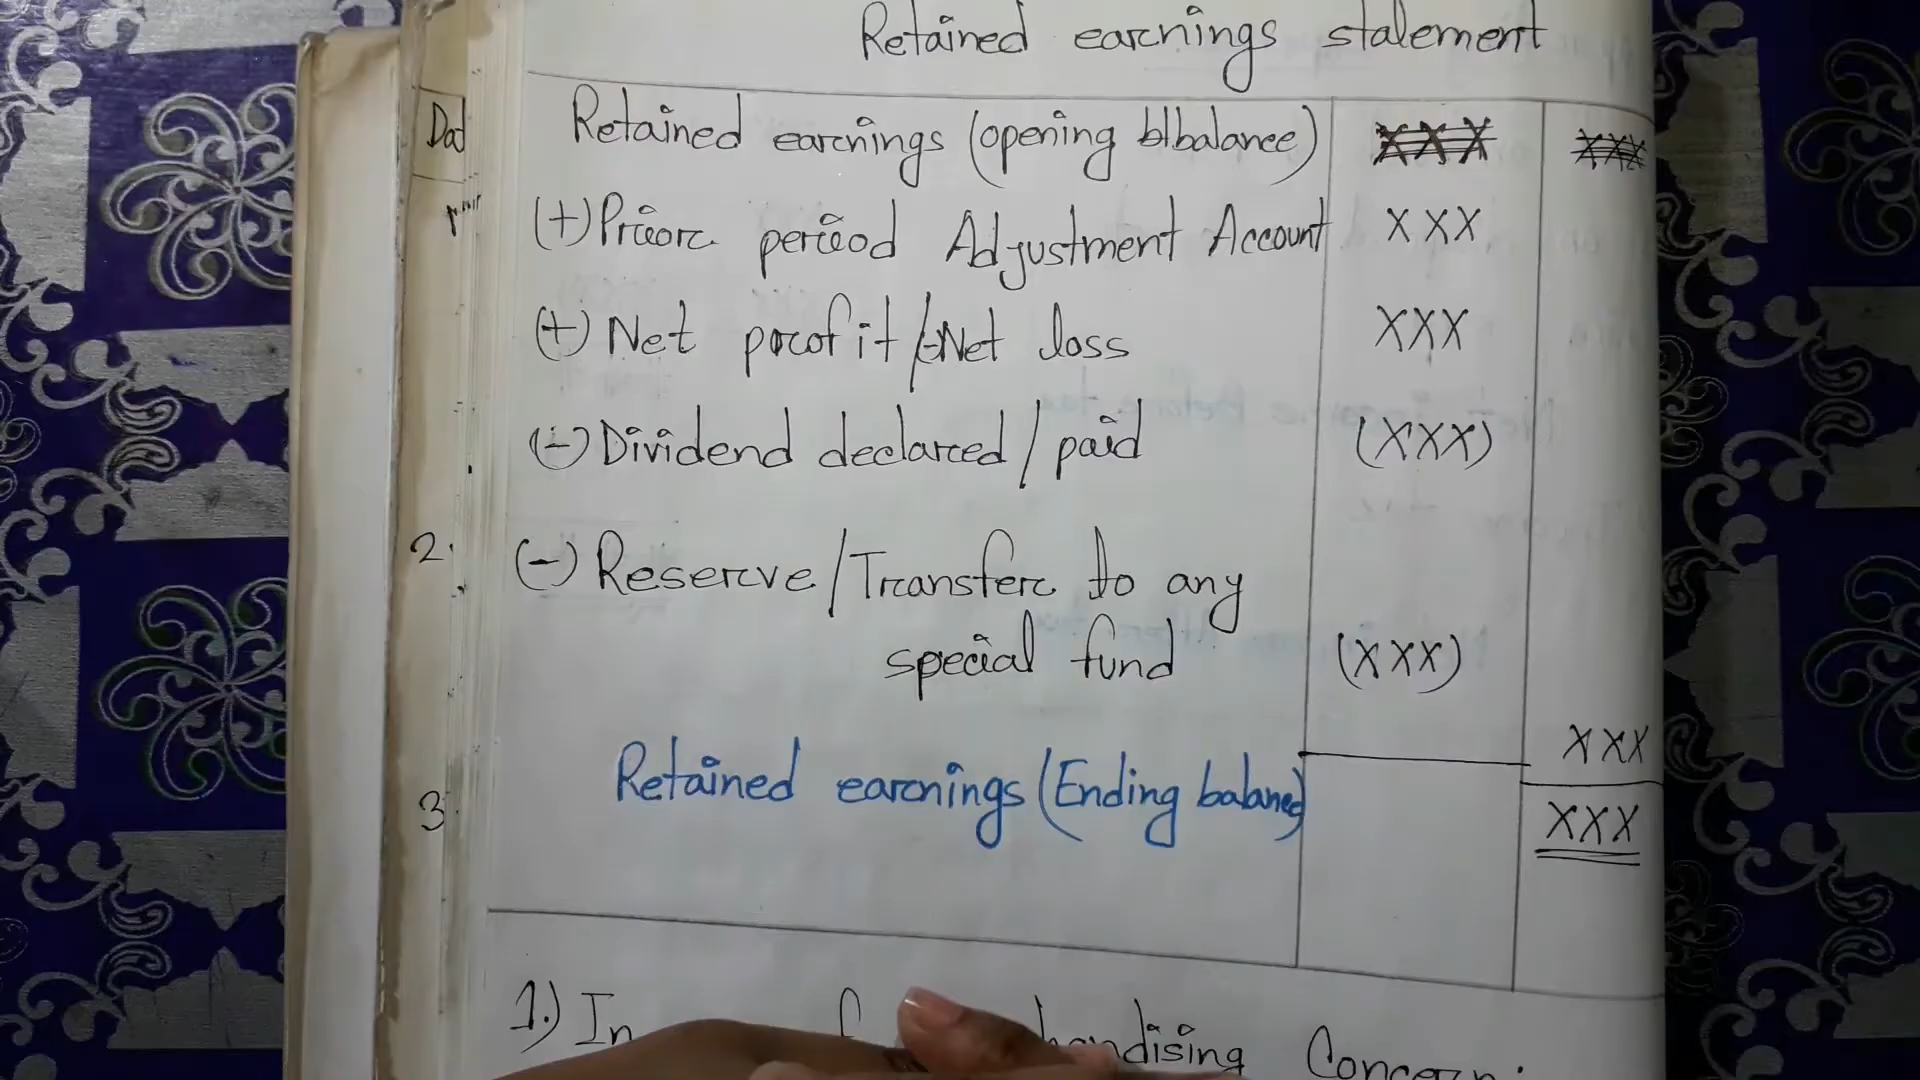 Retained earnings statement
Dat
Retained earnings (opening blbalance) XXX XXX
(+) Prior period Adjustment Account XXX
(+) Net profit /(-) Net loss XXX
(-) Dividend declared / paid (XXX)
2. (-) Reserve/Transfer to any
special fund (XXX)
XXX
3. Retained earnings (Ending balance) XXX
1.) In
handising Concern: